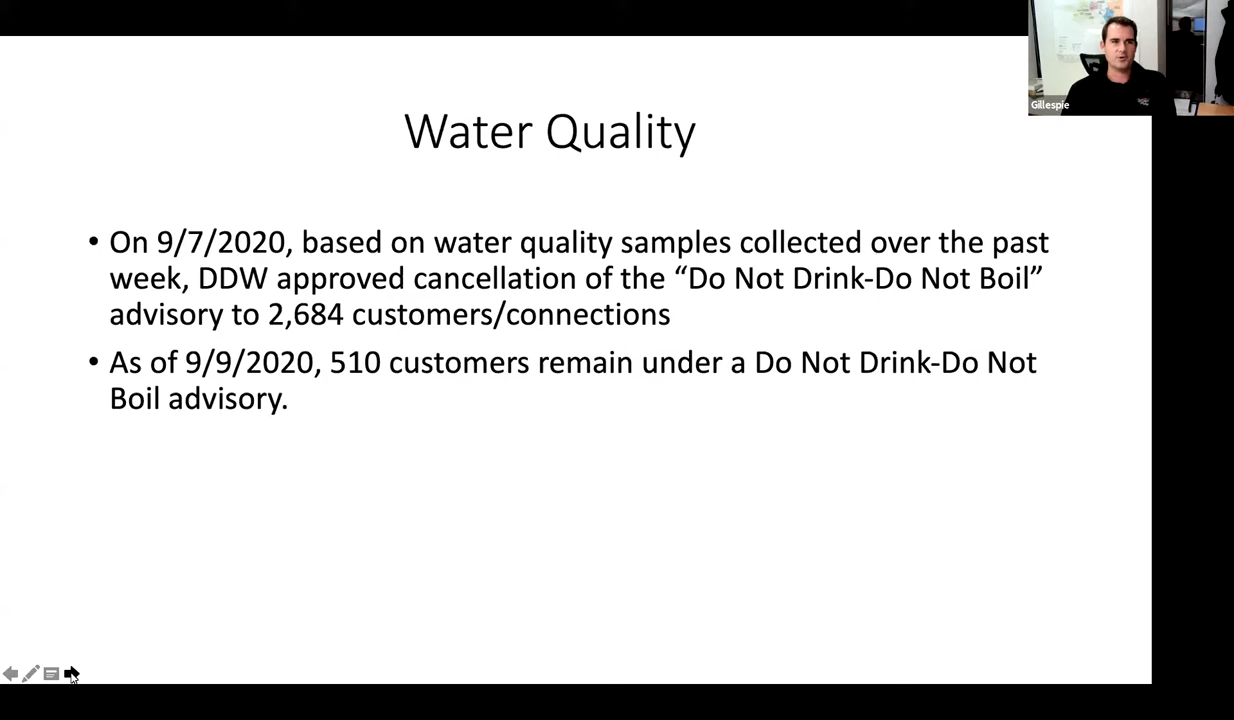 Gillespie
Water Quality
• On 9/7/2020, based on water quality samples collected over the past
week, DDW approved cancellation of the “Do Not Drink-Do Not Boil”
advisory to 2,684 customers/connections
• As of 9/9/2020, 510 customers remain under a Do Not Drink-Do Not
Boil advisory.